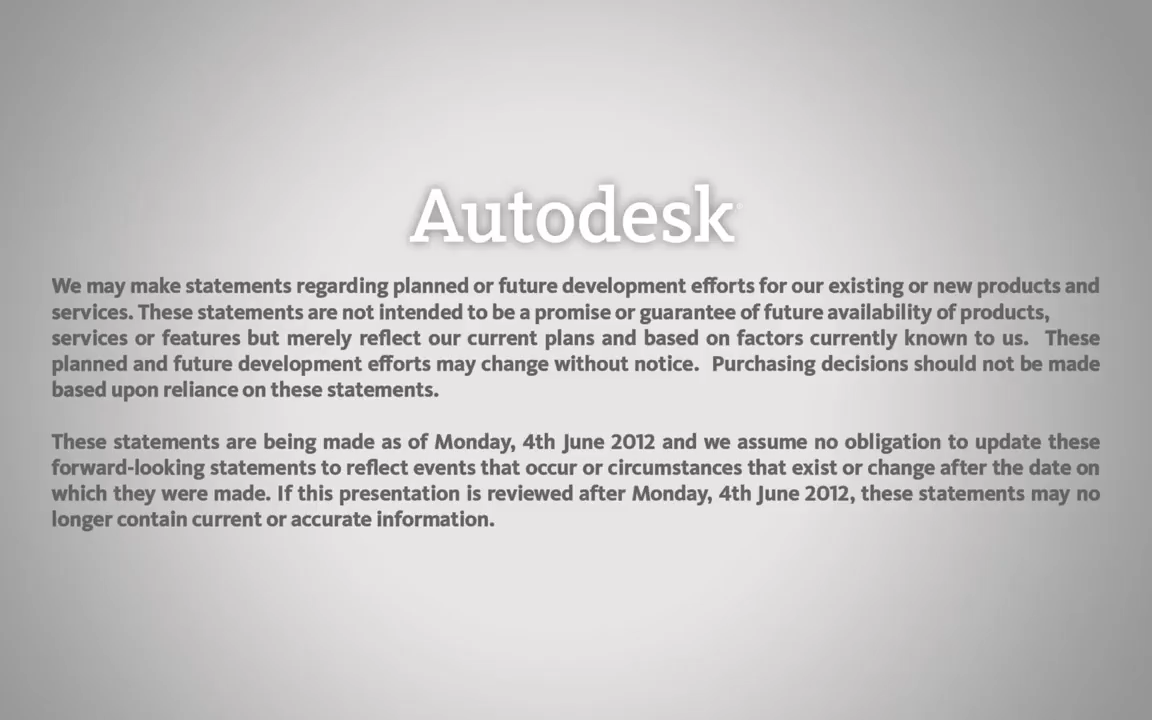 Autodesk
We may make statements regarding planned or future development efforts for our existing or new products and
services. These statements are not intended to be a promise or guarantee of future availability of products,
services or features but merely reflect our current plans and based on factors currently known to us.  These
planned and future development efforts may change without notice.  Purchasing decisions should not be made
based upon reliance on these statements.
These statements are being made as of Monday, 4th June 2012 and we assume no obligation to update these
forward-looking statements to reflect events that occur or circumstances that exist or change after the date on
which they were made. If this presentation is reviewed after Monday, 4th June 2012, these statements may no
longer contain current or accurate information.